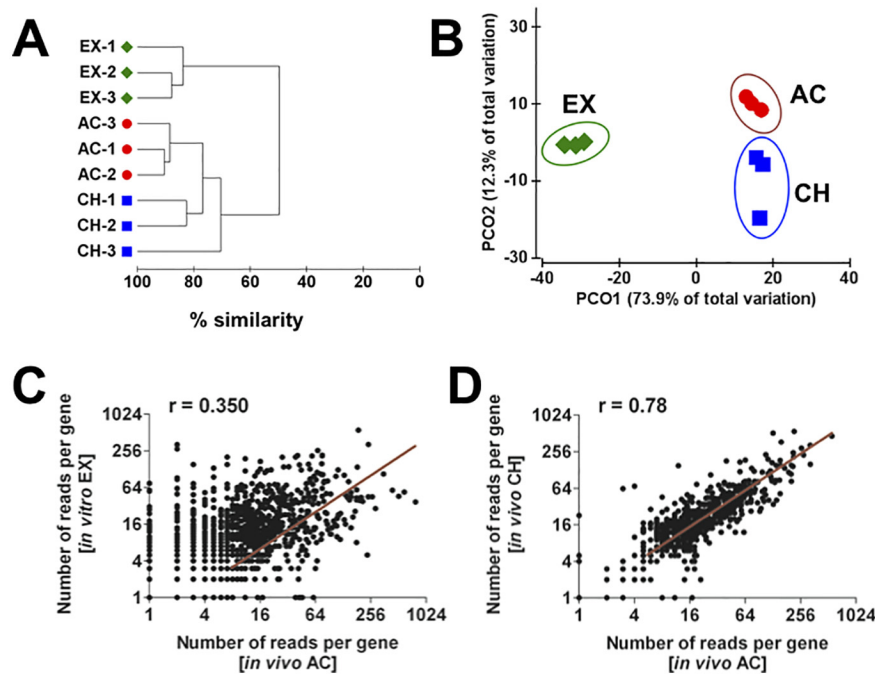 A
EX-1
EX-2
EX-3
AC-3
AC-1
AC-2
CH-1
CH-2
CH-3
100 80 60 40 20 0
% similarity
B
PCO2 (12.3% of total variation)
30
10
-10
-30
EX
AC
CH
-40 -20 0 20 40
PCO1 (73.9% of total variation)
C
Number of reads per gene
[in vitro EX]
r = 0.350
1024
256
64
16
4
1
1 4 16 64 256 1024
Number of reads per gene
[in vivo AC]
D
Number of reads per gene
[in vivo CH]
r = 0.78
1024
256
64
16
4
1
1 4 16 64 256 1024
Number of reads per gene
[in vivo AC]